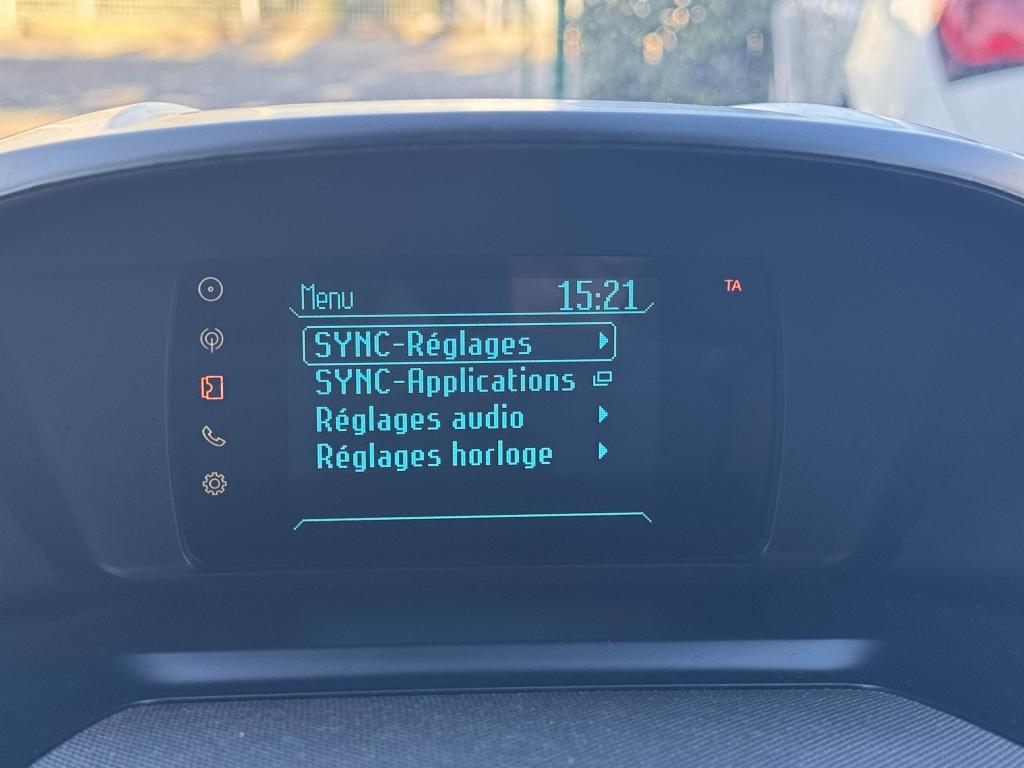 Menu 15:21 TA
SYNC-Réglages
SYNC-Applications
Réglages audio
Réglages horloge